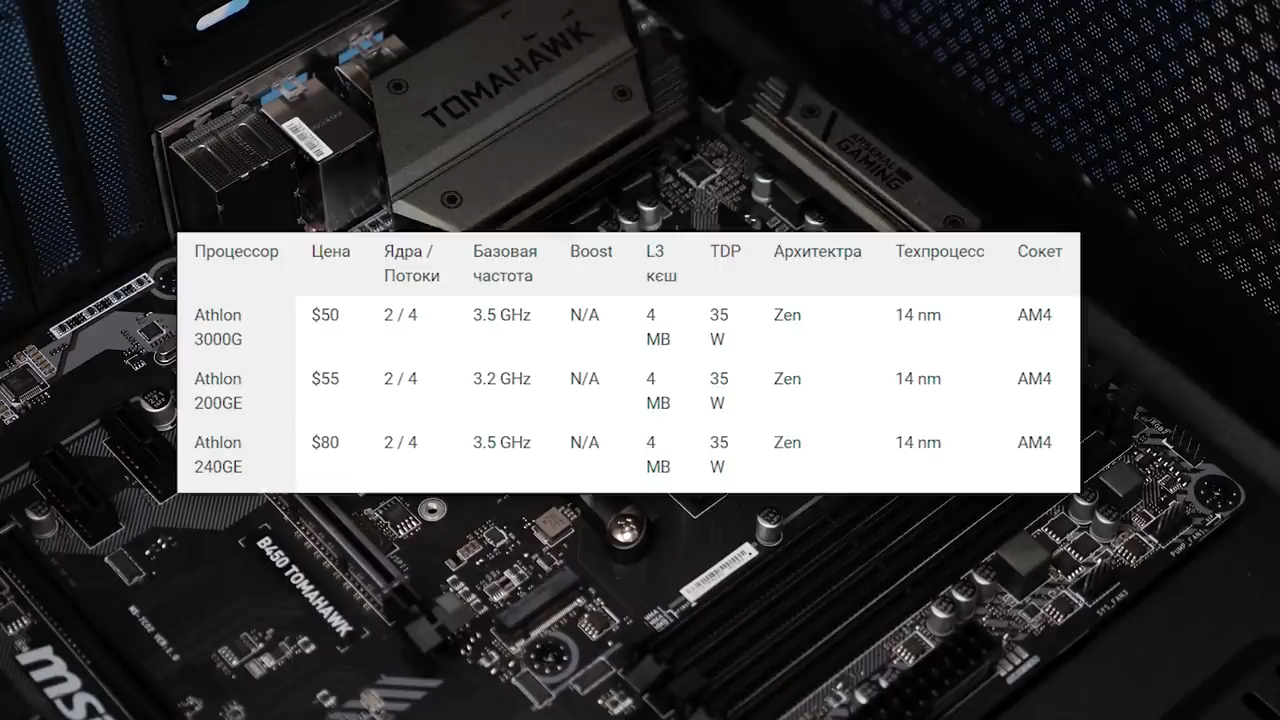 TOMAHAWK
ARSENAL
GAMING
Процессор Цена Ядра / Базовая Boost L3 TDP Архитектра Техпроцесс Сокет
Потоки частота кєш
Athlon $50 2 / 4 3.5 GHz N/A 4 35 Zen 14 nm AM4
3000G MB W
Athlon $55 2 / 4 3.2 GHz N/A 4 35 Zen 14 nm AM4
200GE MB W
Athlon $80 2 / 4 3.5 GHz N/A 4 35 Zen 14 nm AM4
240GE MB W
B450 TOMAHAWK
PUMP_FAN1
SYS_FAN3
msi